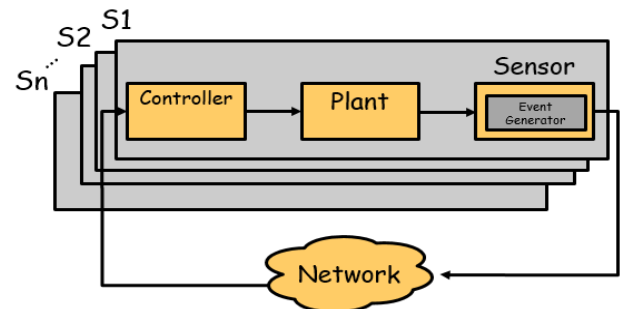 S1
S2
...
Sn
Sensor
Controller
Plant
Event
Generator
Network